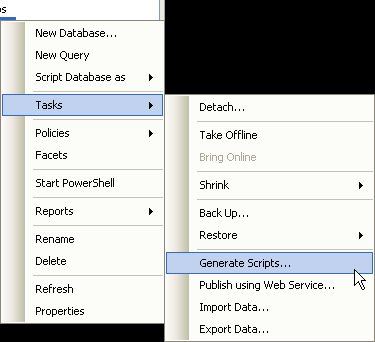 New Database...
New Query
Script Database as
Tasks
Policies
Facets
Start PowerShell
Reports
Rename
Delete
Refresh
Properties
Detach...
Take Offline
Bring Online
Shrink
Back Up...
Restore
Generate Scripts...
Publish using Web Service...
Import Data...
Export Data...